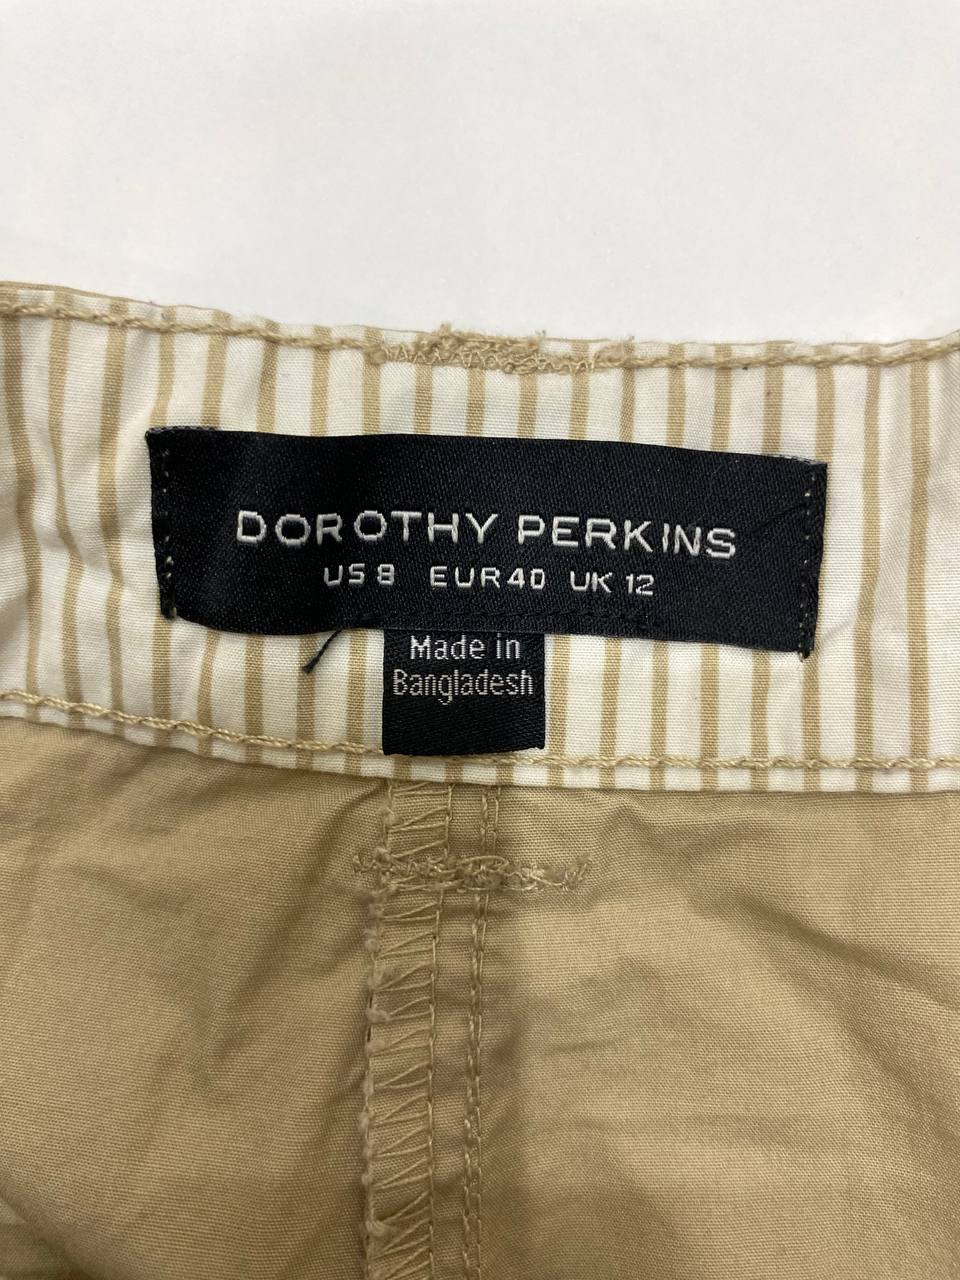 DOROTHY PERKINS
US 8 EUR 40 UK 12
Made in
Bangladesh